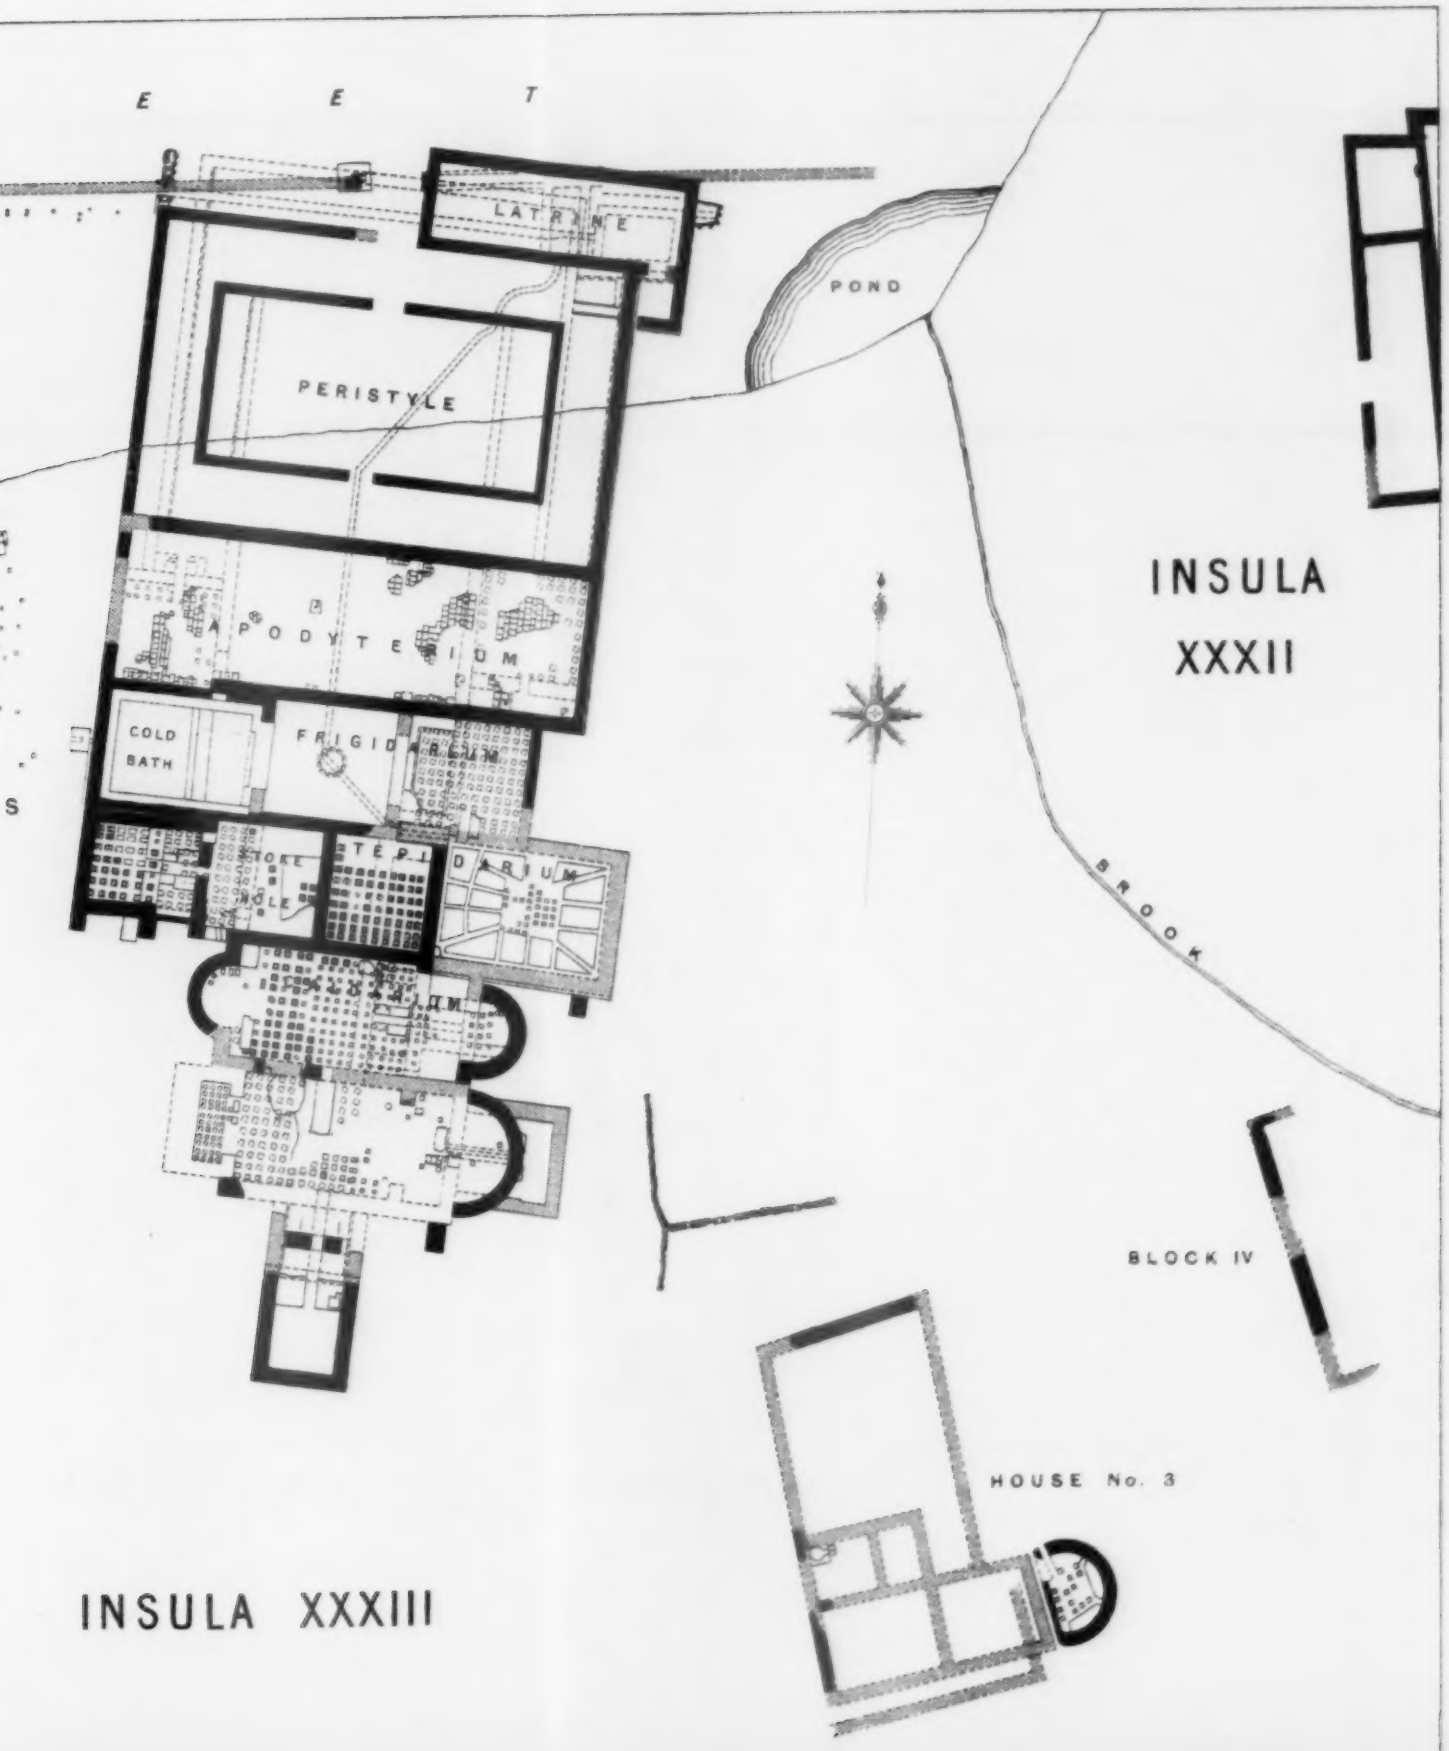 E E T
LATRINE
POND
PERISTYLE
INSULA
XXXII
APODYTERIUM
COLD
BATH
FRIGIDARIUM
S
TOKE
HOLE
TEPIDARIUM
BROOK
BLOCK IV
HOUSE No. 3
INSULA XXXIII